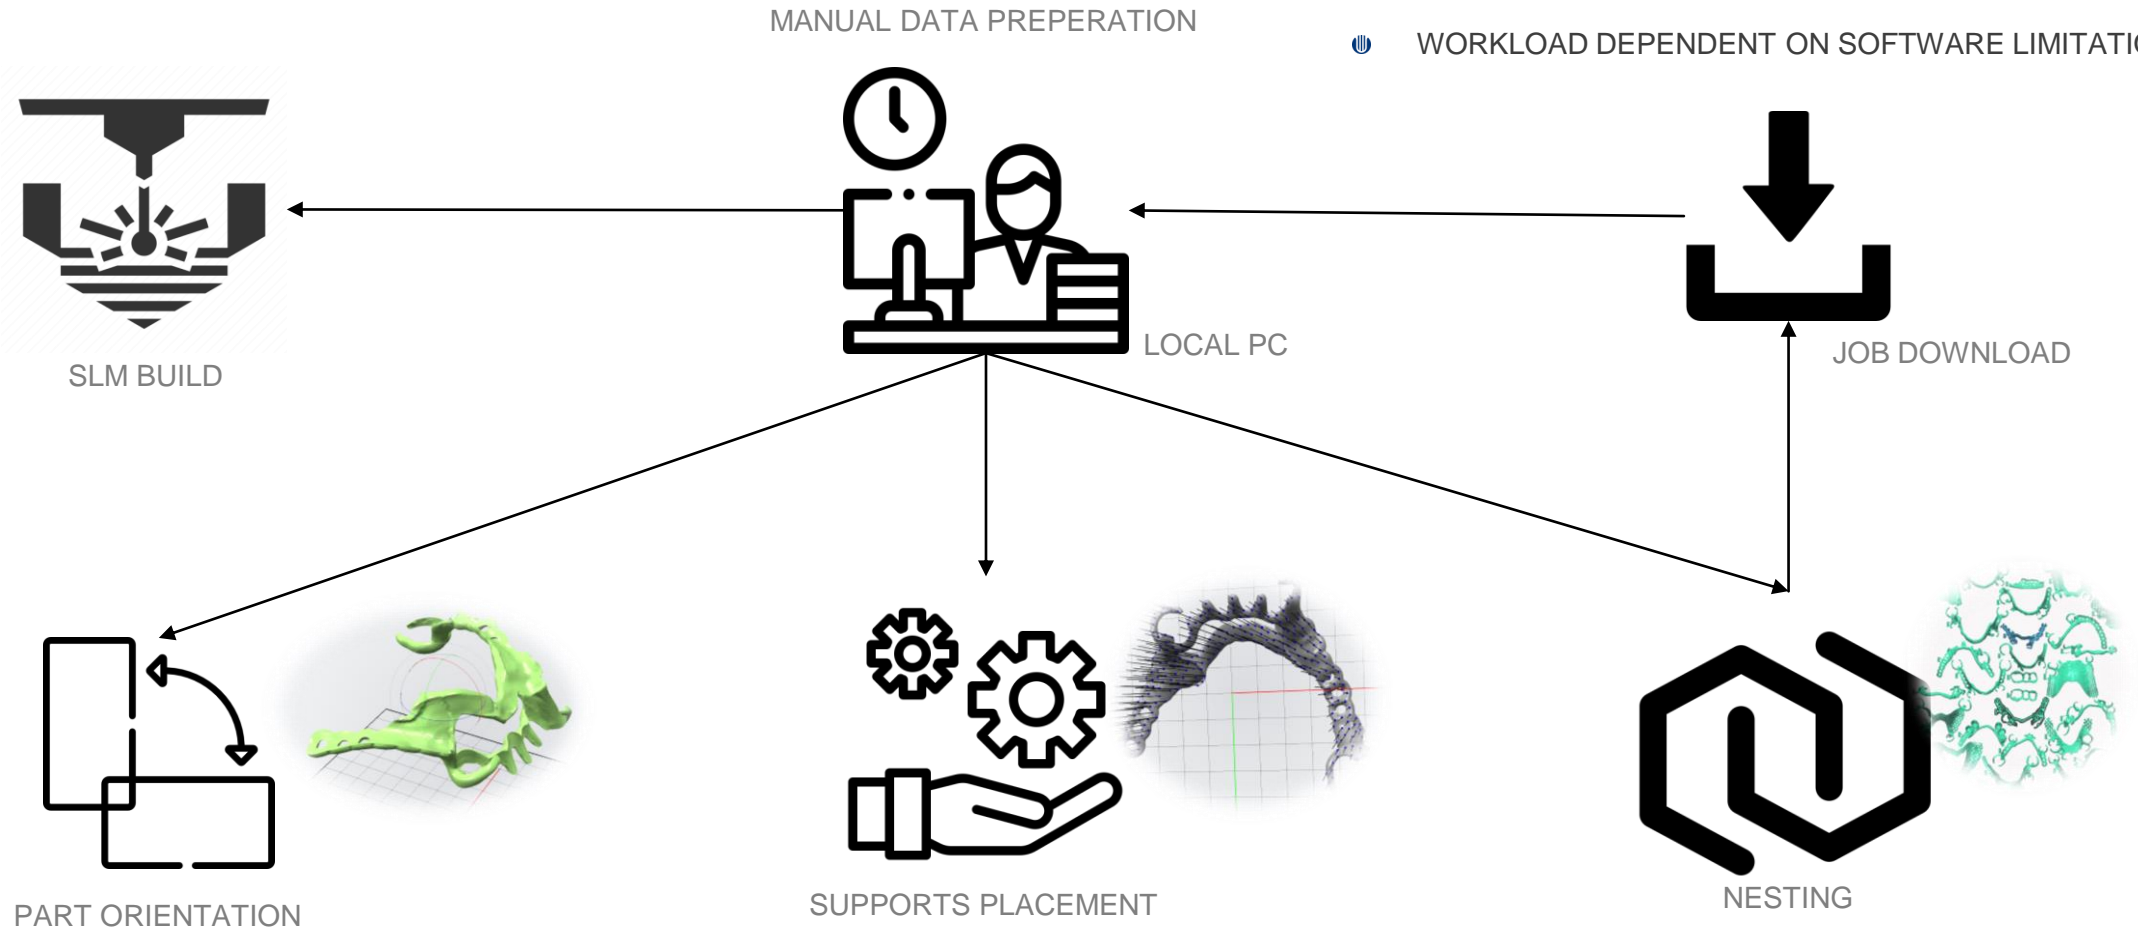 MANUAL DATA PREPERATION
WORKLOAD DEPENDENT ON SOFTWARE
LOCAL PC
JOB DOWNLOAD
SLM BUILD
PART ORIENTATION
SUPPORTS PLACEMENT
NESTING